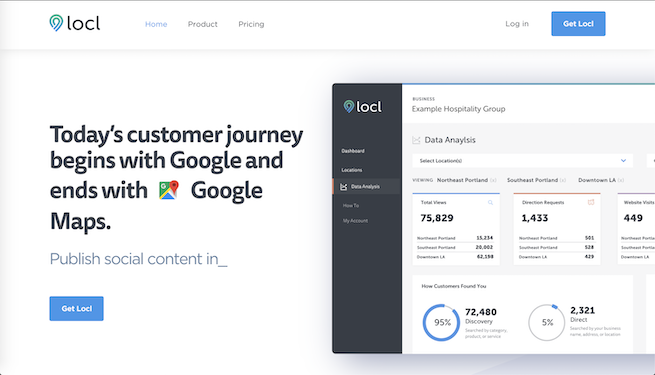 locl
Home Product Pricing
Log in
Get Locl
Today's customer journey
begins with Google and
ends with Google
Maps.
Publish social content in_
Get Locl
locl
Dashboard
Locations
Data Analysis
How To
My Account
BUSINESS
Example Hospitality Group
Data Anaylsis
Select Location(s)
VIEWING Northeast Portland (x) Southeast Portland (x) Downtown LA (x)
Total Views
75,829
Northeast Portland 15,234
Southeast Portland 20,002
Downtown LA 62,198
Direction Requests
1,433
Northeast Portland 501
Southeast Portland 528
Downtown LA 429
Website Visits
449
Northeast Portland
Southeast Portland
Downtown LA
How Customers Found You
95%
72,480
Discovery
Searched by category,
product, or service
5%
2,321
Direct
Searched by your business
name, address, or location